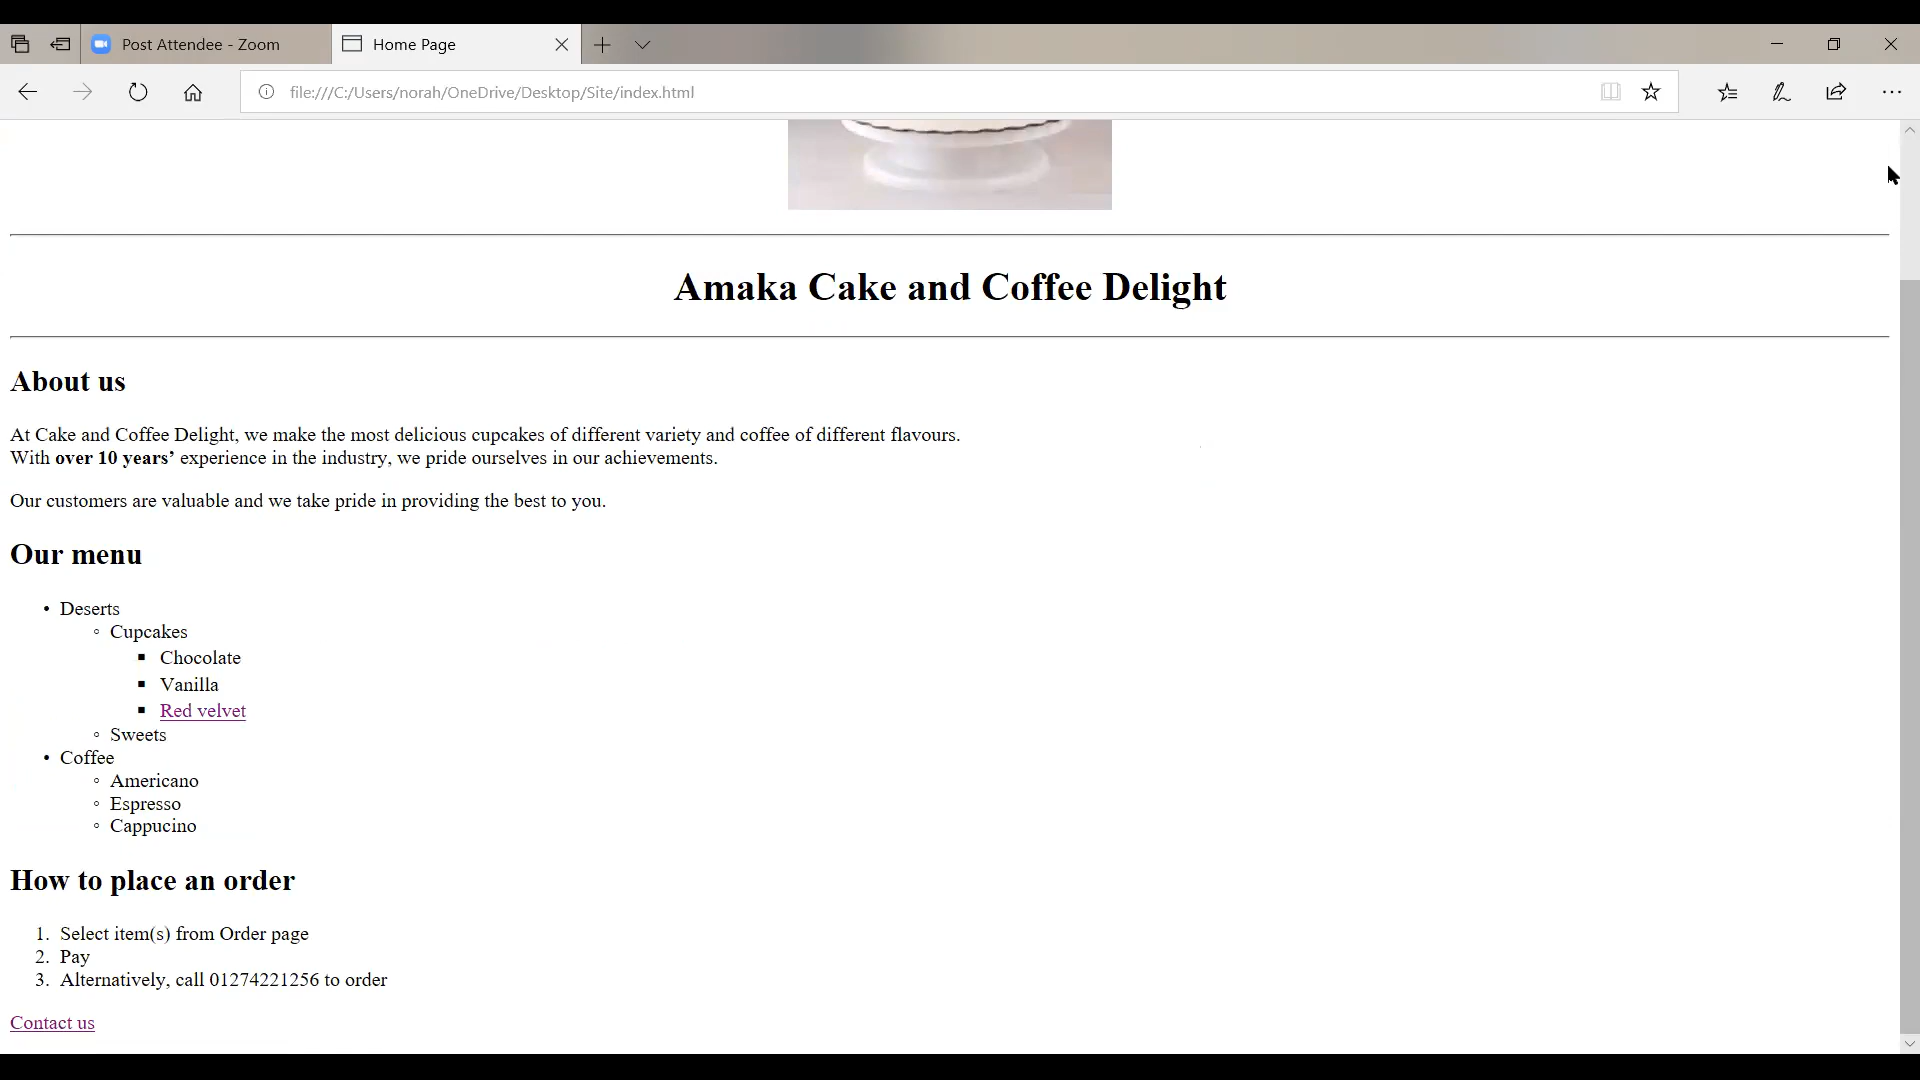 Post Attendee - Zoom
Home Page
file:///C:/Users/norah/OneDrive/Desktop/Site/index.html
Amaka Cake and Coffee Delight
About us
At Cake and Coffee Delight, we make the most delicious cupcakes of different variety and coffee of different flavours.
With over 10 years’ experience in the industry, we pride ourselves in our achievements.
Our customers are valuable and we take pride in providing the best to you.
Our menu
• Deserts
◦ Cupcakes
▪ Chocolate
▪ Vanilla
▪ Red velvet
◦ Sweets
• Coffee
◦ Americano
◦ Espresso
◦ Cappucino
How to place an order
1. Select item(s) from Order page
2. Pay
3. Alternatively, call 01274221256 to order
Contact us